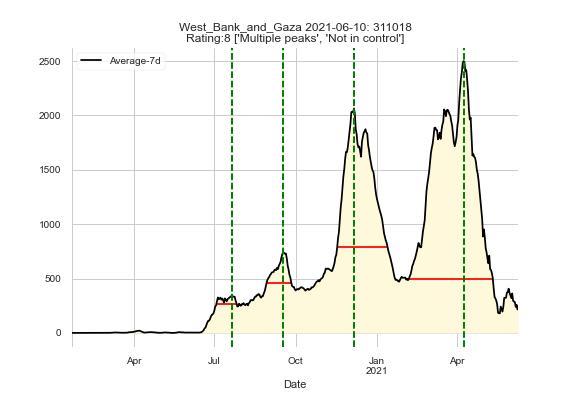 West_Bank_and_Gaza 2021-06-10: 311018
Rating:8 ['Multiple peaks', 'Not in control']
Average-7d
2500
2000
1500
1000
500
0
Apr Jul Oct Jan Apr
2021
Date